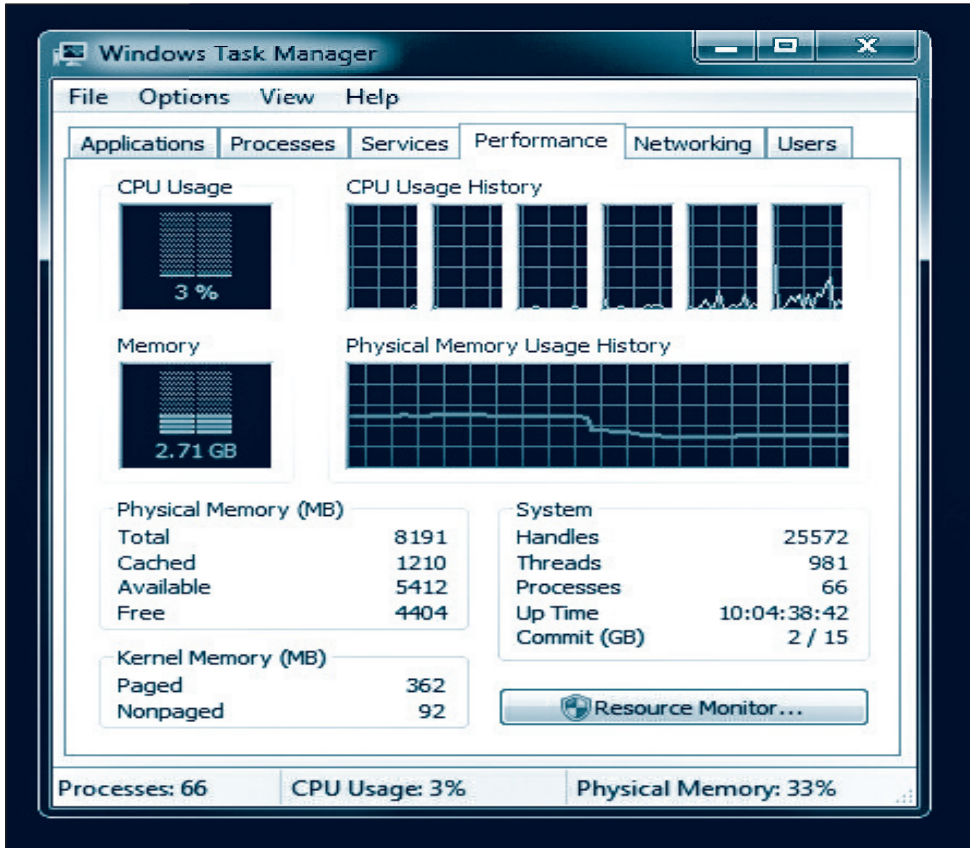 Windows Task Manager
File Options View Help
Applications Processes Services Performance Networking Users
CPU Usage
CPU Usage History
3 %
Memory
Physical Memory Usage History
2.71 GB
Physical Memory (MB)
Total 8191
Cached 1210
Available 5412
Free 4404
Kernel Memory (MB)
Paged 362
Nonpaged 92
System
Handles 25572
Threads 981
Processes 66
Up Time 10:04:38:42
Commit (GB) 2 / 15
Resource Monitor...
Processes: 66 CPU Usage: 3% Physical Memory: 33%